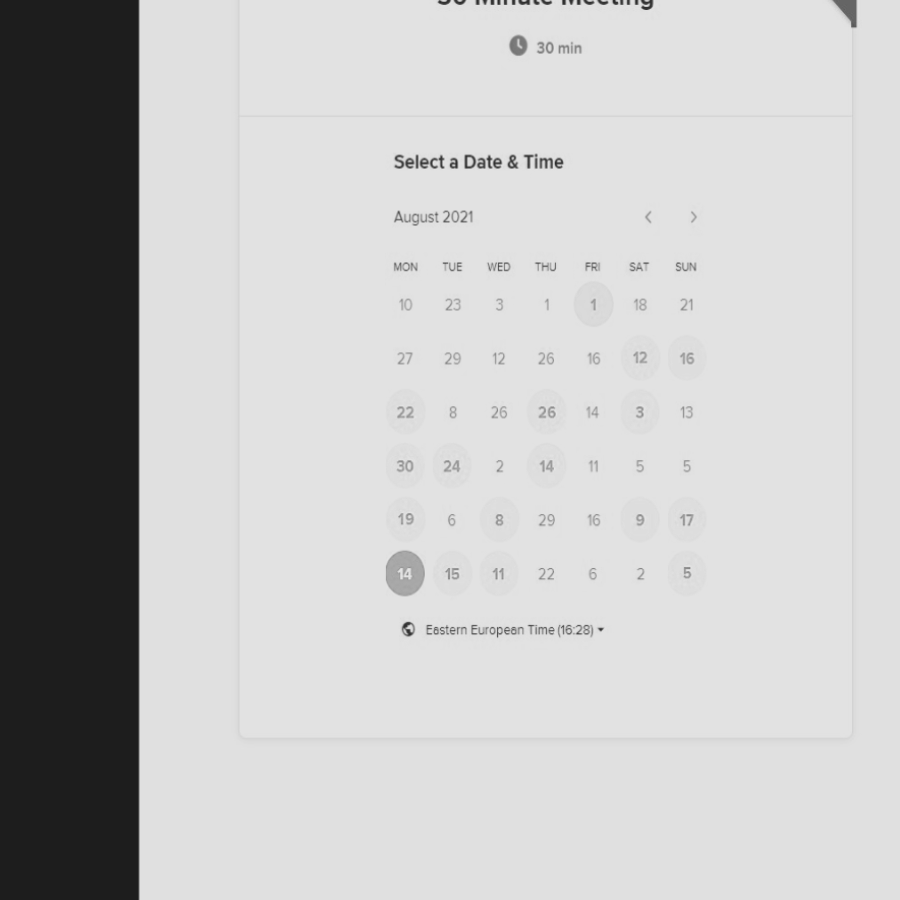 30 Minute Meeting
30 min
Select a Date & Time
August 2021
MON TUE WED THU FRI SAT SUN
10 23 3 1 1 18 21
27 29 12 26 16 12 16
22 8 26 26 14 3 13
30 24 2 14 11 5 5
19 6 8 29 16 9 17
14 15 11 22 6 2 5
Eastern European Time (16:28)